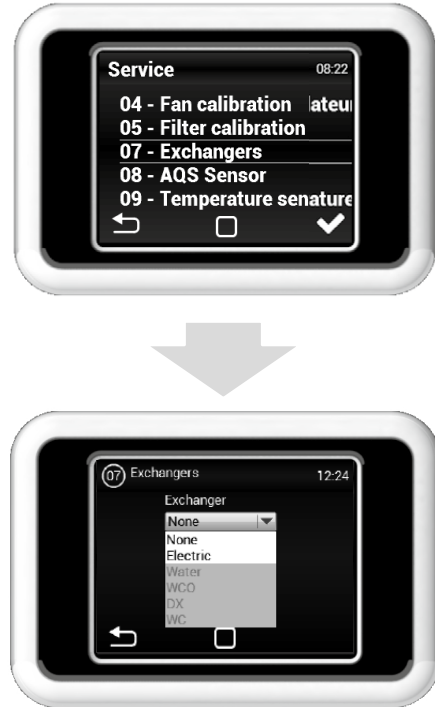 Service 08:22
04 - Fan calibration lateur
05 - Filter calibration
07 - Exchangers
08 - AQS Sensor
09 - Temperature senature
07 Exchangers 12:24
Exchanger
None
None
Electric
Water
WCO
DX
WC